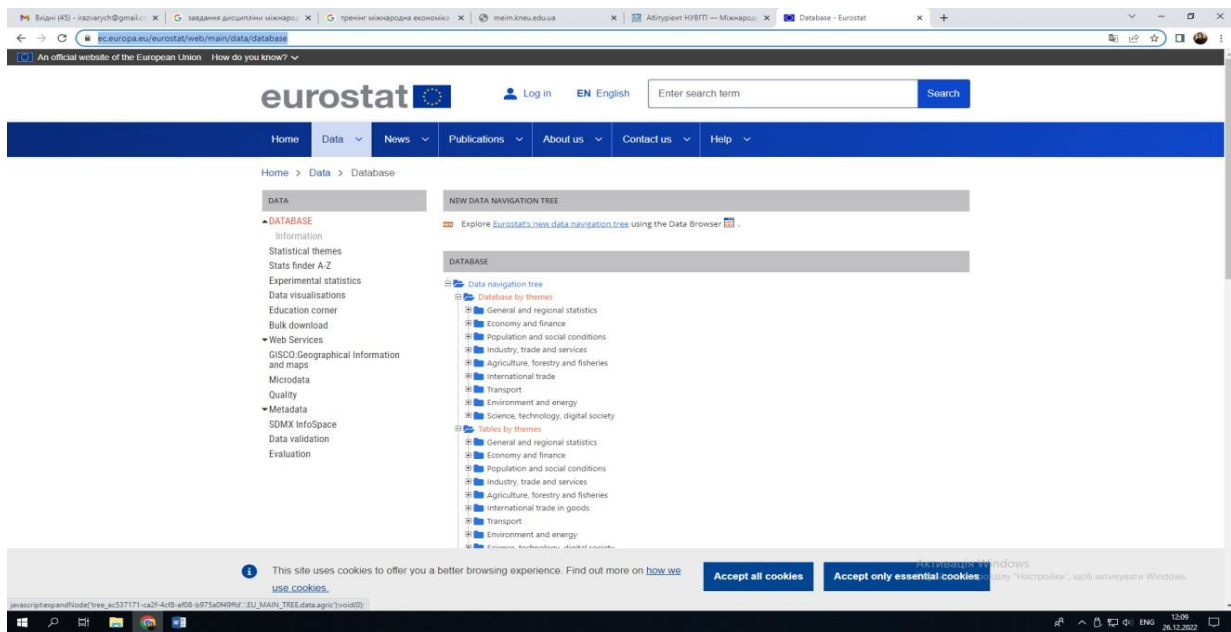 Вхідні (45) - irazvarych@gmail.c
завдання дисципліни міжнарод
тренінг міжнародна економіка
meim.kneu.edu.ua
Абітурієнт НУВГП — Міжнарод
Database - Eurostat
ec.europa.eu/eurostat/web/main/data/database
An official website of the European Union How do you know?
eurostat
Log in
EN English
Enter search term
Search
Home
Data
News
Publications
About us
Contact us
Help
Home > Data > Database
DATA
DATABASE
Information
Statistical themes
Stats finder A-Z
Experimental statistics
Data visualisations
Education corner
Bulk download
Web Services
GISCO:Geographical Information
and maps
Microdata
Quality
Metadata
SDMX InfoSpace
Data validation
Evaluation
NEW DATA NAVIGATION TREE
Explore Eurostat's new data navigation tree using the Data Browser .
DATABASE
Data navigation tree
Database by themes
General and regional statistics
Economy and finance
Population and social conditions
Industry, trade and services
Agriculture, forestry and fisheries
International trade
Transport
Environment and energy
Science, technology, digital society
Tables by themes
General and regional statistics
Economy and finance
Population and social conditions
Industry, trade and services
Agriculture, forestry and fisheries
International trade in goods
Transport
Environment and energy
Science, technology, digital society
This site uses cookies to offer you a better browsing experience. Find out more on how we
use cookies.
Accept all cookies
Accept only essential cookies
Активація Windows
"Настройки", щоб активувати Windows.
javascript:expandNode('tree_ac537171-ca2f-4cf8-af08-b975a0f49ffd','.EU_MAIN_TREE.data.agric');void(0);
ENG
12:09
26.12.2022